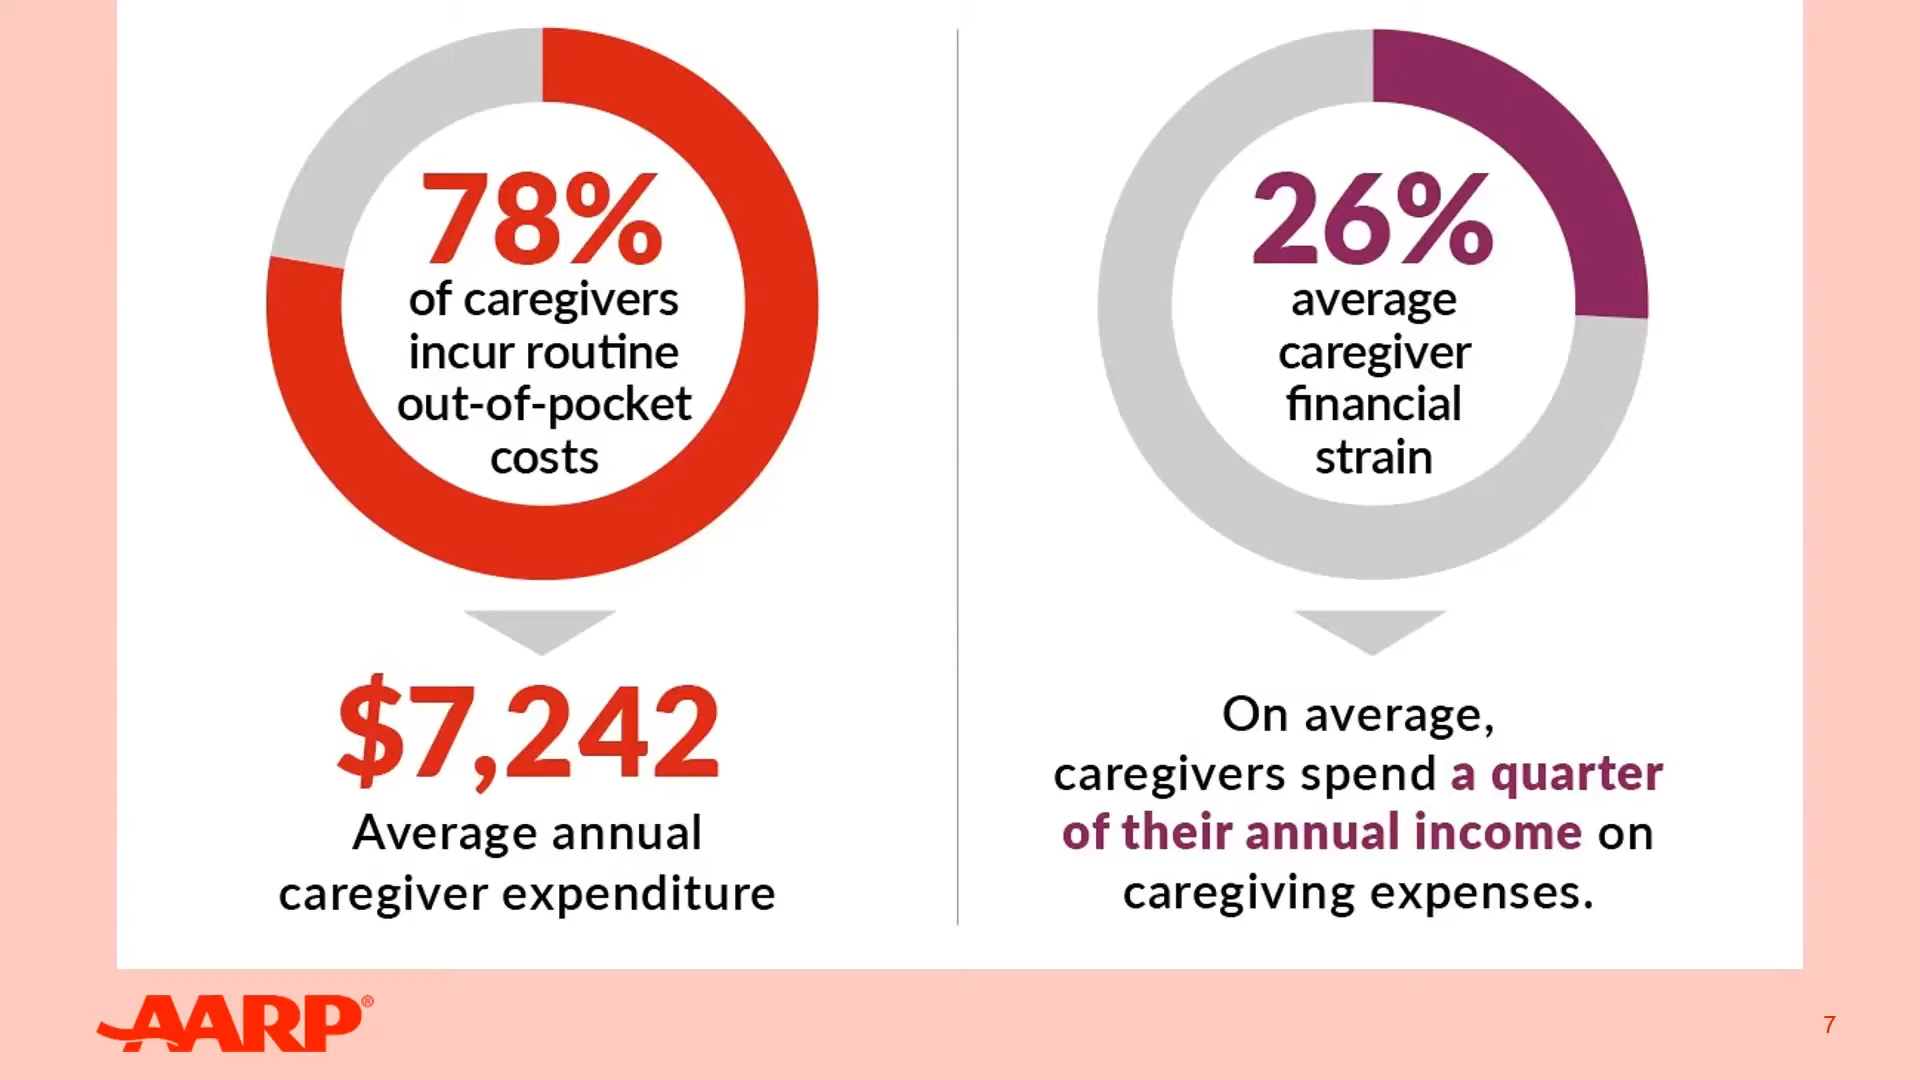 78%
of caregivers
incur routine
out-of-pocket
costs
$7,242
Average annual
caregiver expenditure
26%
average
caregiver
financial
strain
On average,
caregivers spend a quarter
of their annual income on
caregiving expenses.
AARP®
7